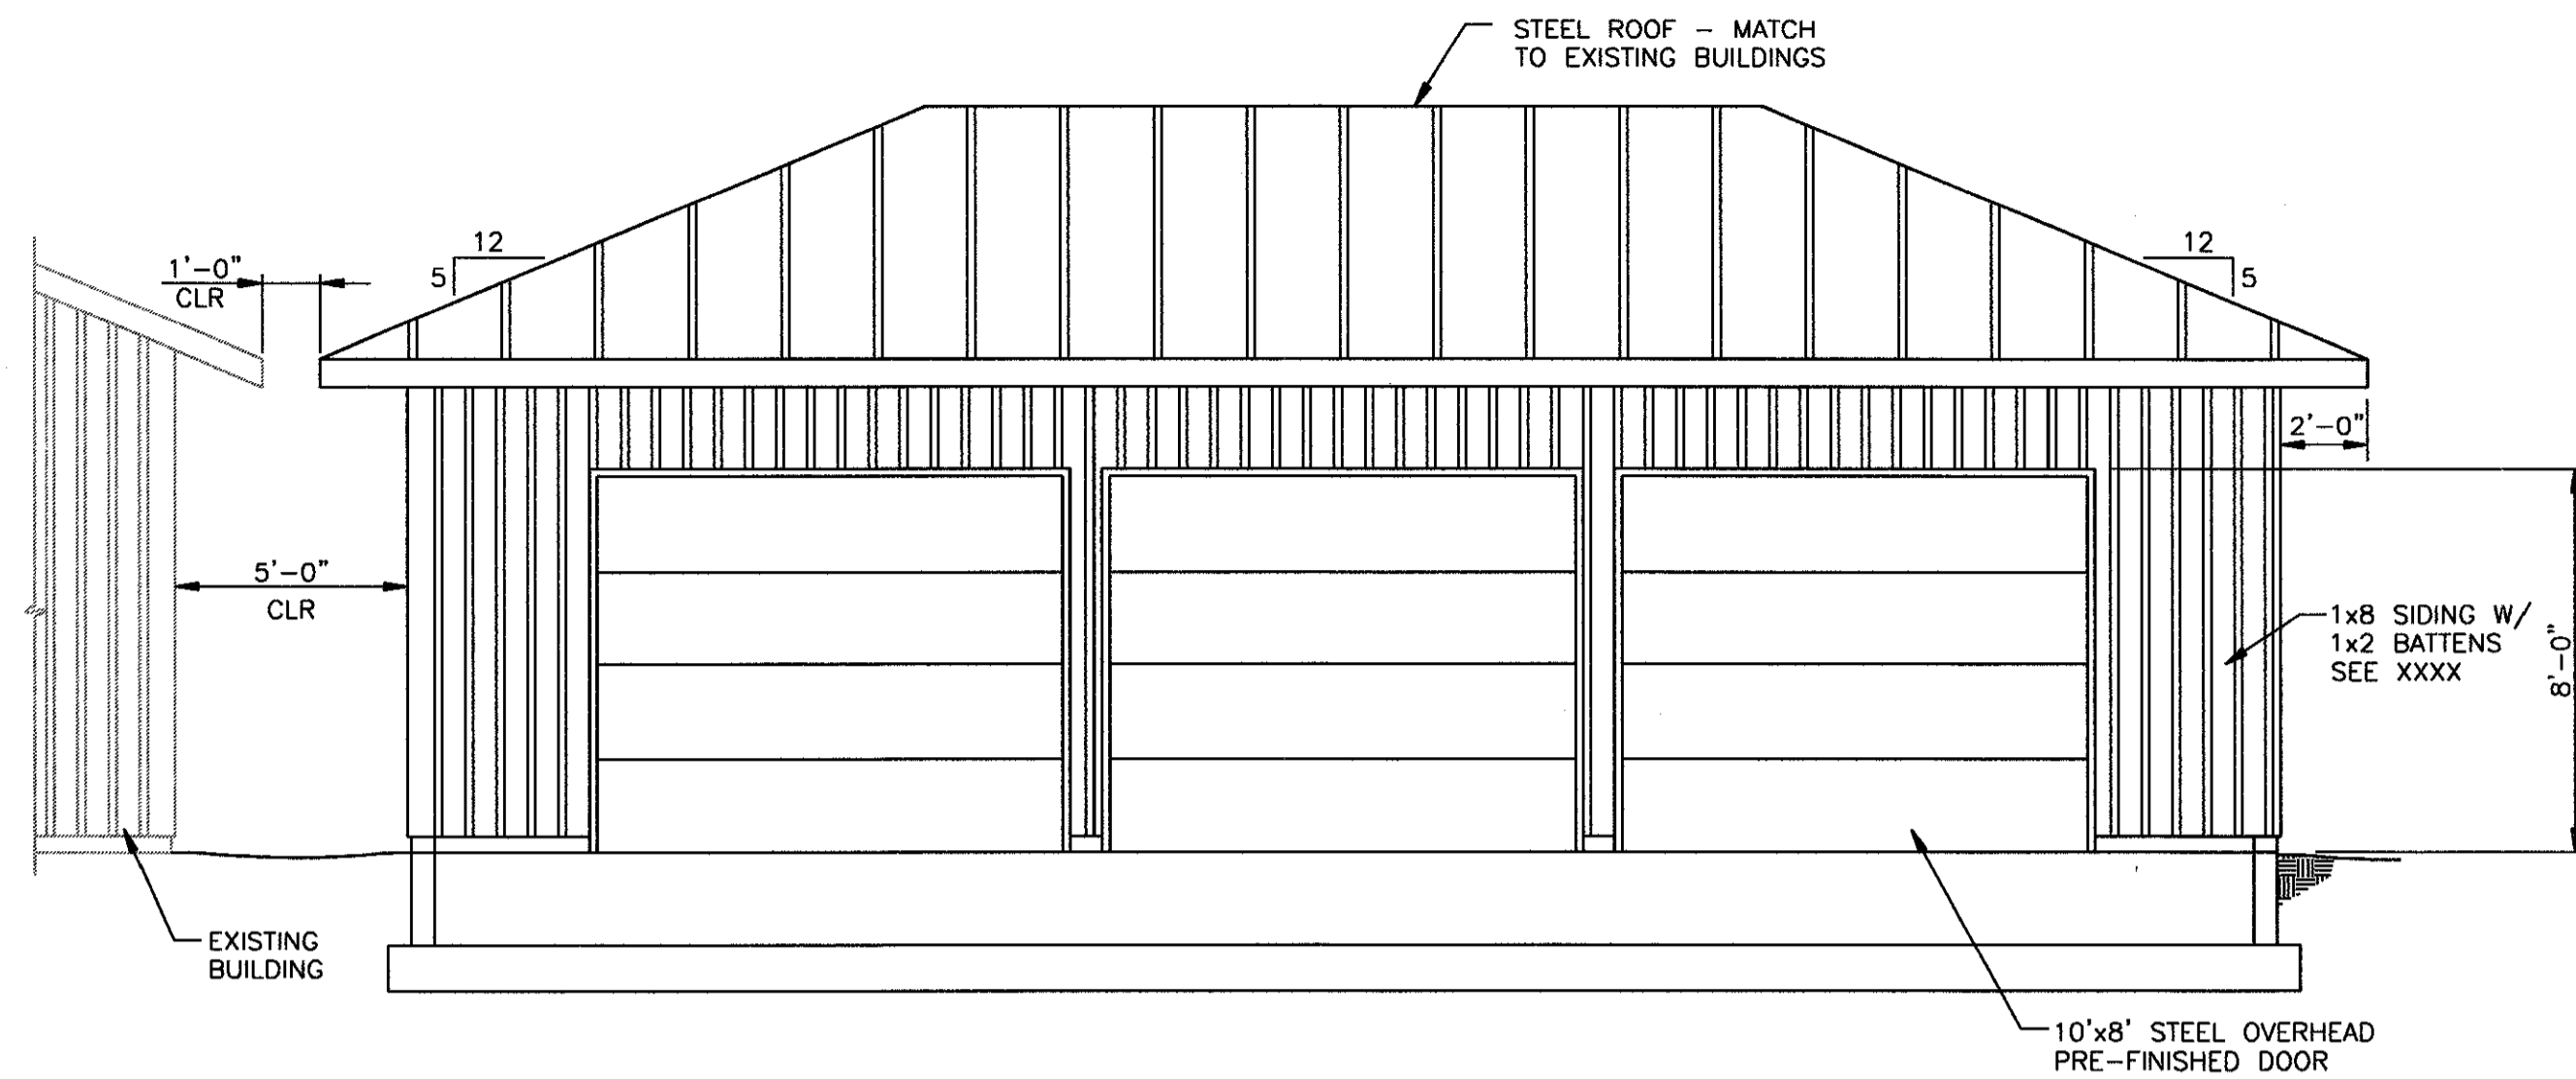 STEEL ROOF - MATCH
TO EXISTING BUILDINGS
12
5
12
5
1'-0"
CLR
2'-0"
5'-0"
CLR
1x8 SIDING W/
1x2 BATTENS
SEE XXXX
8'-0"
EXISTING
BUILDING
10'x8' STEEL OVERHEAD
PRE-FINISHED DOOR